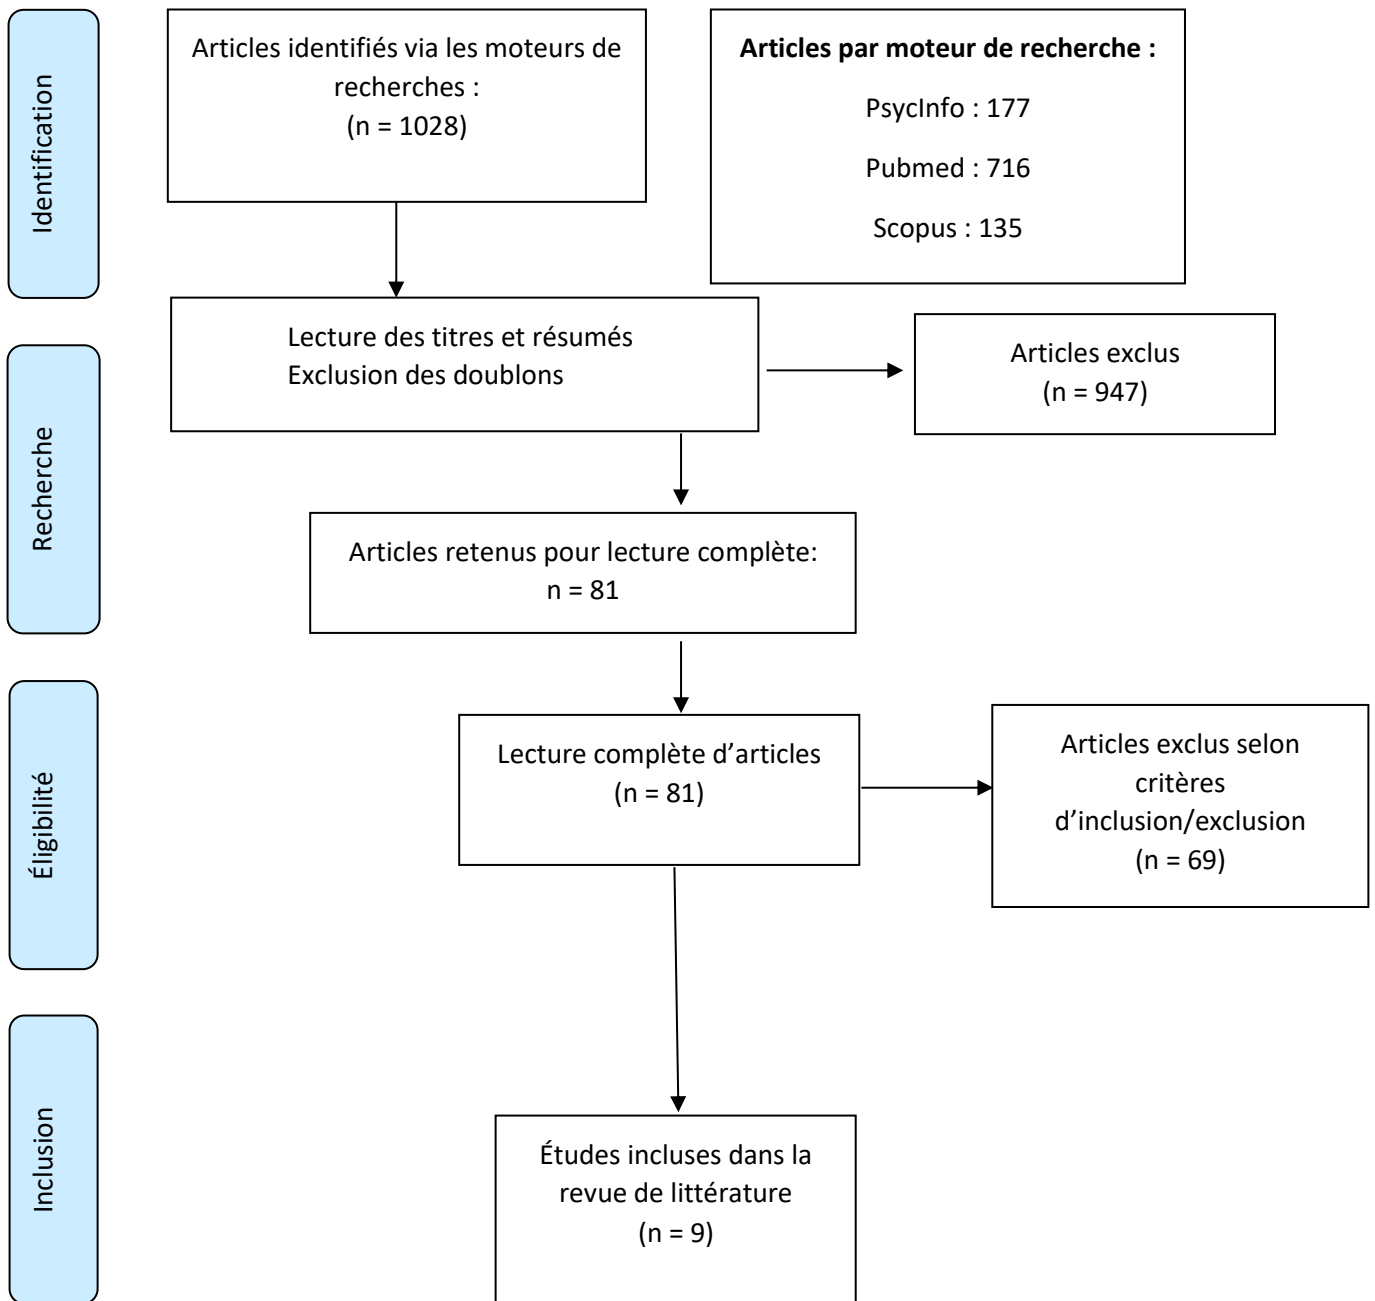 Identification
Articles identifiés via les moteurs de
recherches :
(n = 1028)
Articles par moteur de recherche :
PsycInfo : 177
Pubmed : 716
Scopus : 135
Recherche
Lecture des titres et résumés
Exclusion des doublons
Articles exclus
(n = 947)
Articles retenus pour lecture complète:
n = 81
Éligibilité
Lecture complète d’articles
(n = 81)
Articles exclus selon
critères
d’inclusion/exclusion
(n = 69)
Inclusion
Études incluses dans la
revue de littérature
(n = 9)